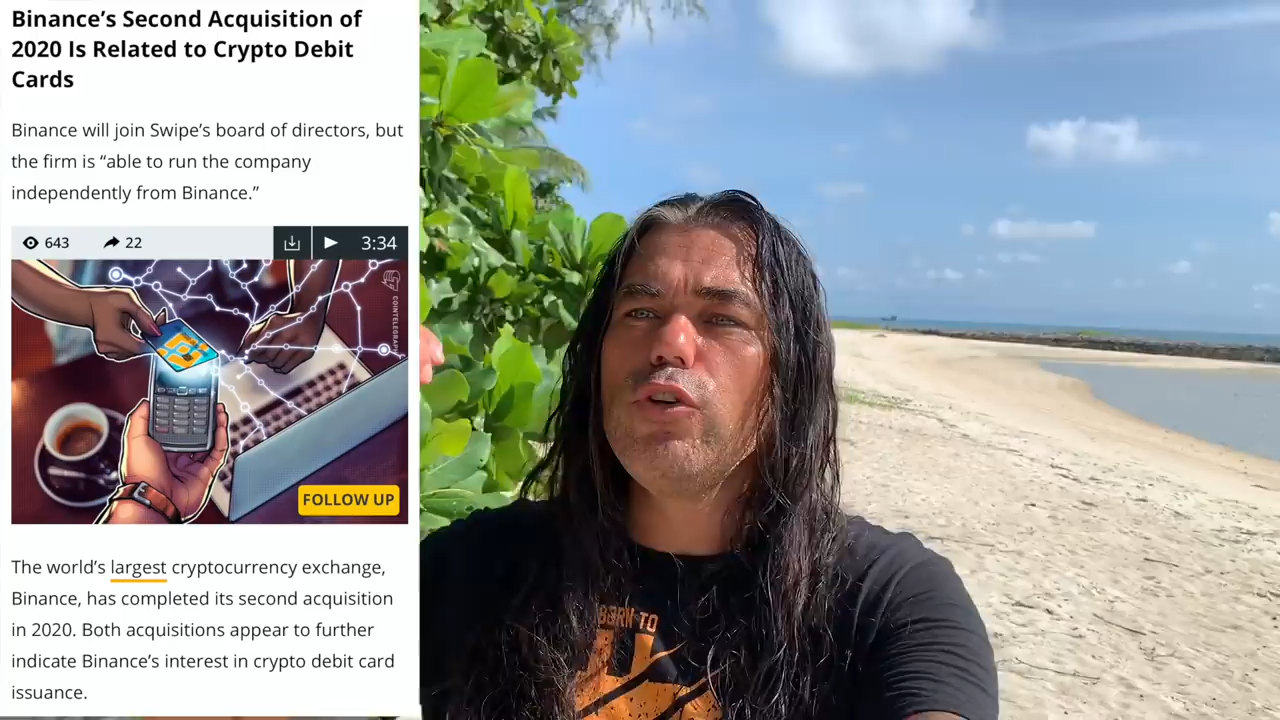 Binance’s Second Acquisition of
2020 Is Related to Crypto Debit
Cards
Binance will join Swipe’s board of directors, but
the firm is “able to run the company
independently from Binance.”
643 22 3:34
COINTELEGRAPH
FOLLOW UP
The world’s largest cryptocurrency exchange,
Binance, has completed its second acquisition
in 2020. Both acquisitions appear to further
indicate Binance’s interest in crypto debit card
issuance.
BORN TO